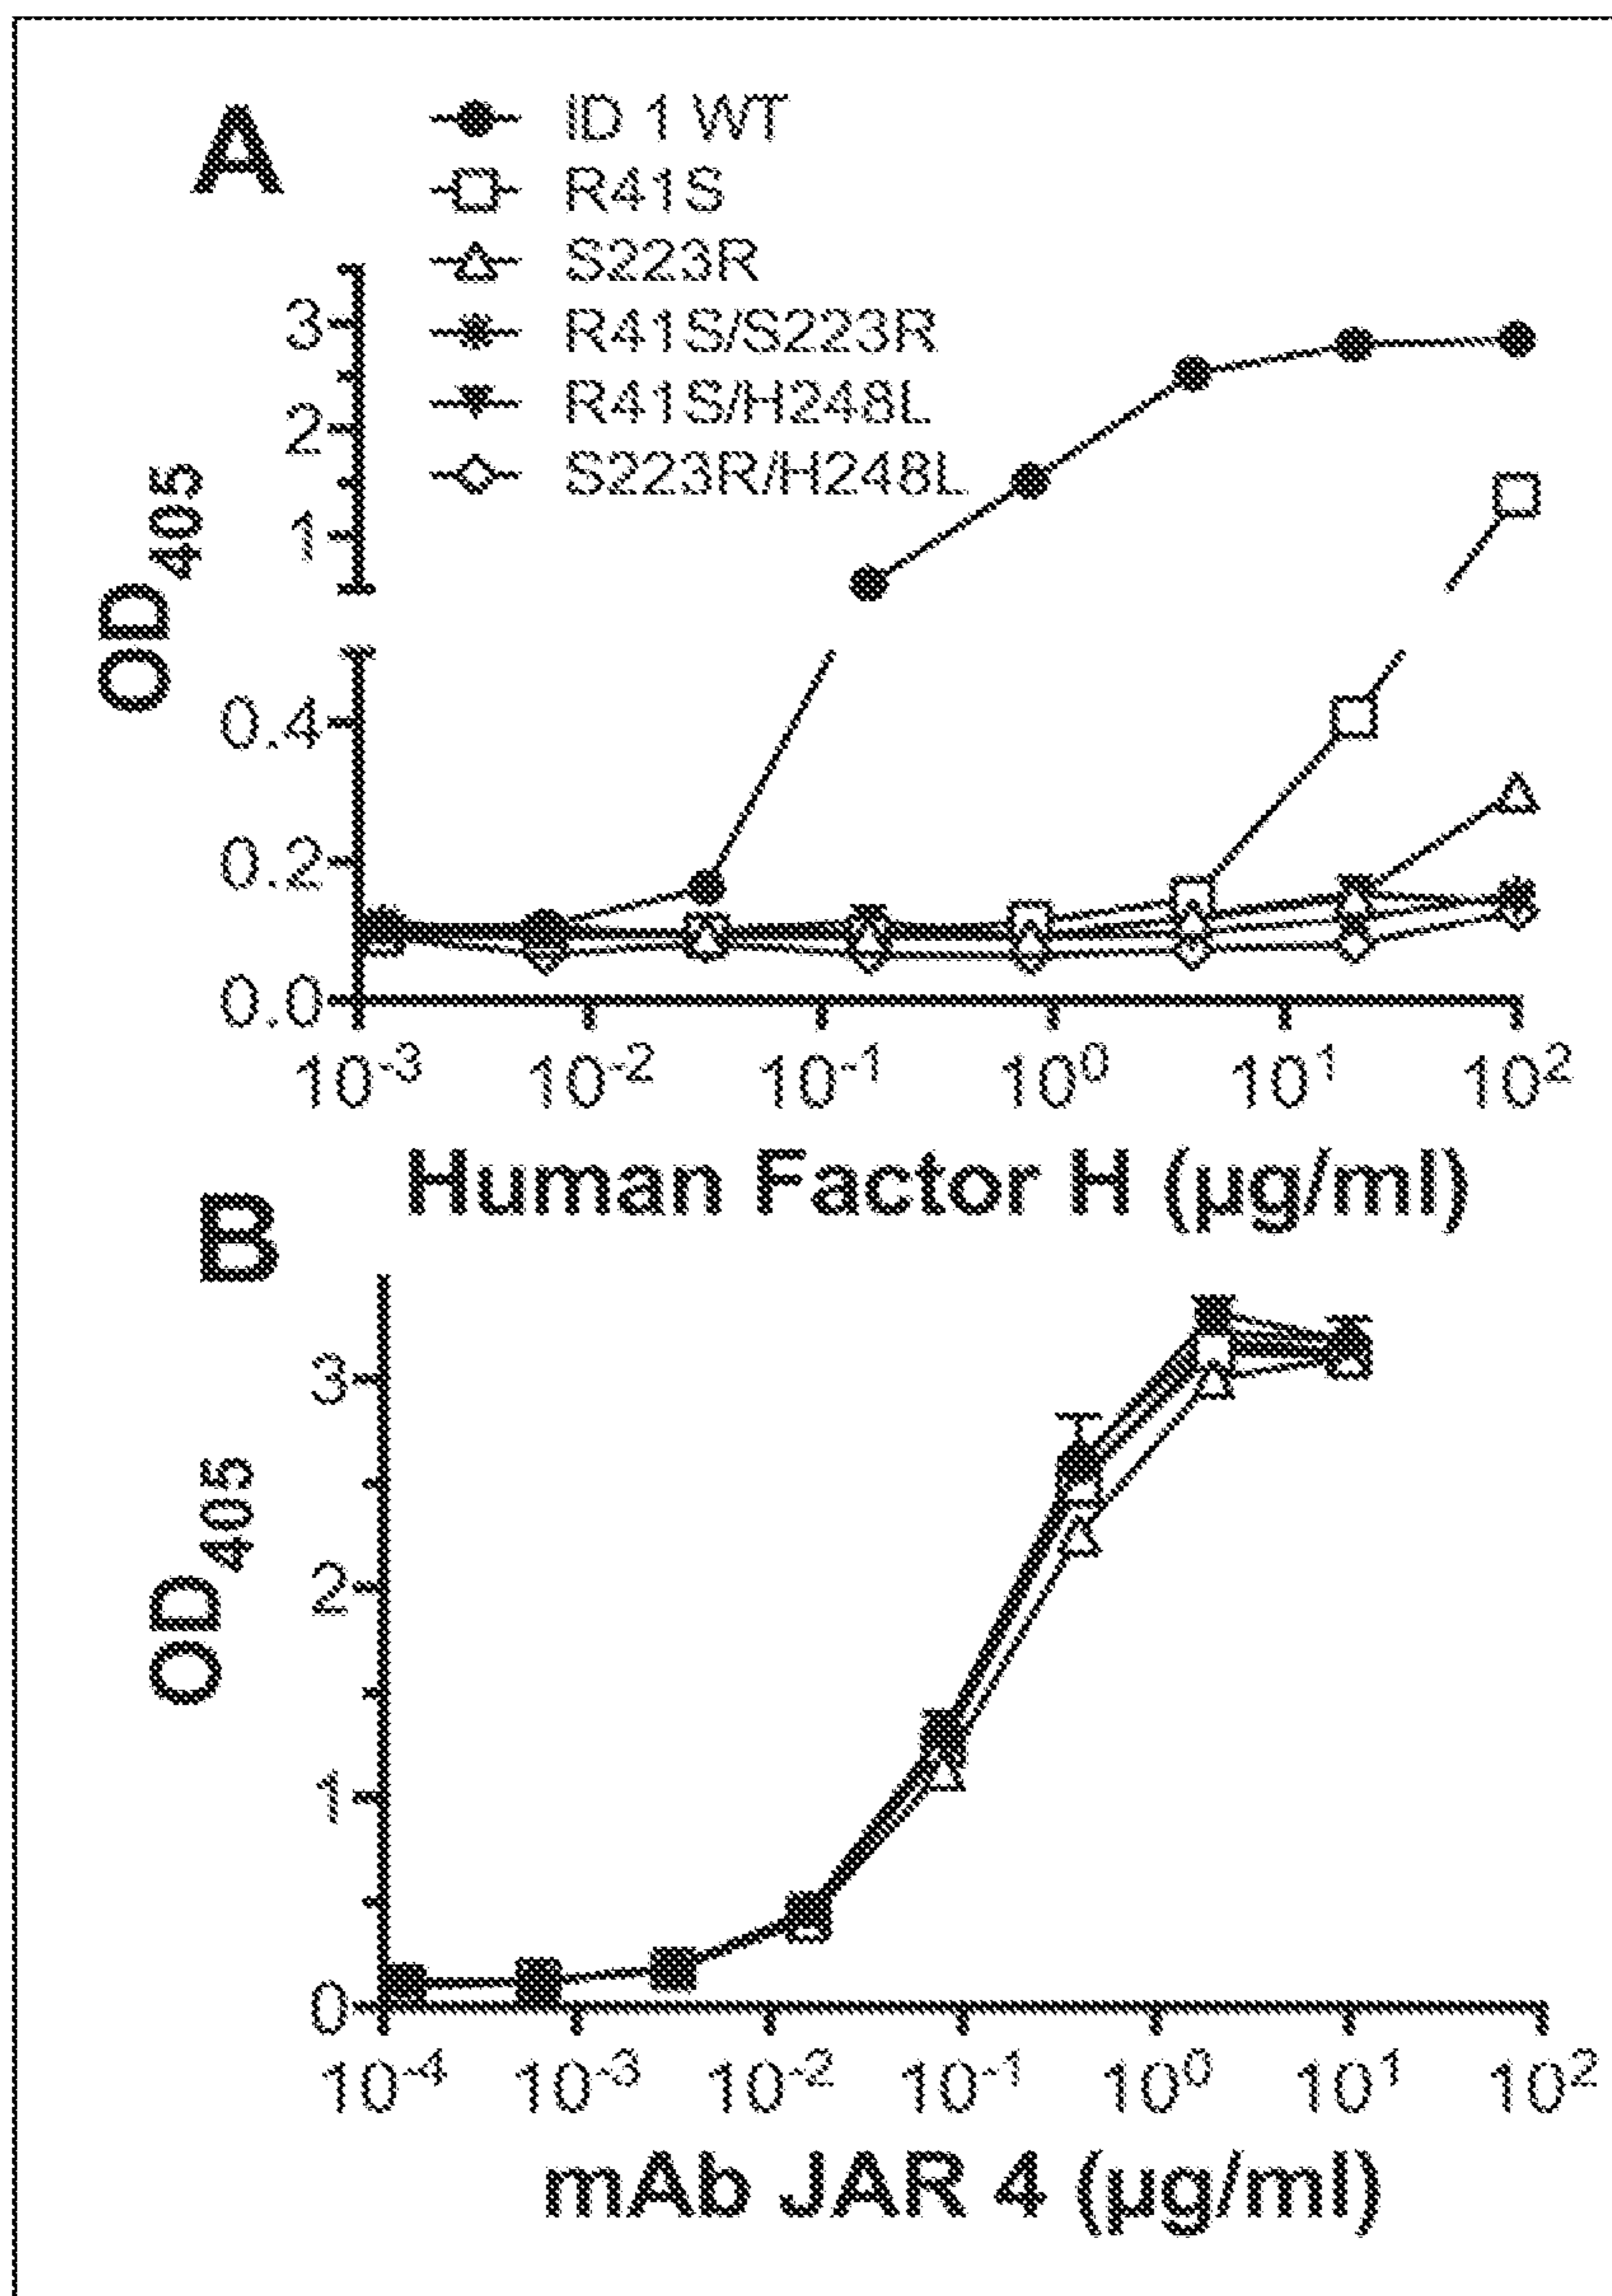 A
ID 1 WT
R41S
S223R
R41S/S223R
R41S/H248L
S223R/H248L
OD405
3
2
1
0.4
0.2
0.0
10-3 10-2 10-1 100 101 102
Human Factor H (µg/ml)
B
OD405
3
2
1
0
10-4 10-3 10-2 10-1 100 101 102
mAb JAR 4 (µg/ml)